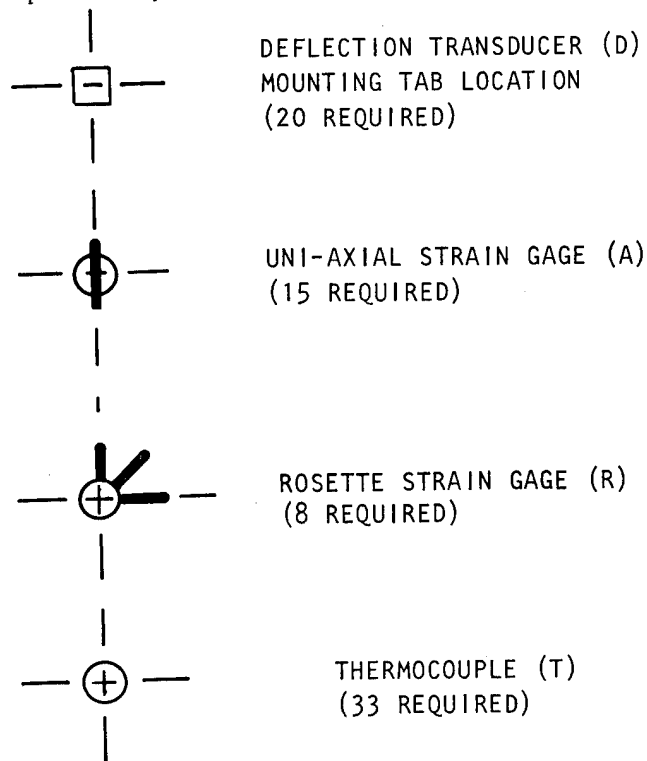 DEFLECTION TRANSDUCER (D)
MOUNTING TAB LOCATION
(20 REQUIRED)
UNI-AXIAL STRAIN GAGE (A)
(15 REQUIRED)
ROSETTE STRAIN GAGE (R)
(8 REQUIRED)
THERMOCOUPLE (T)
(33 REQUIRED)